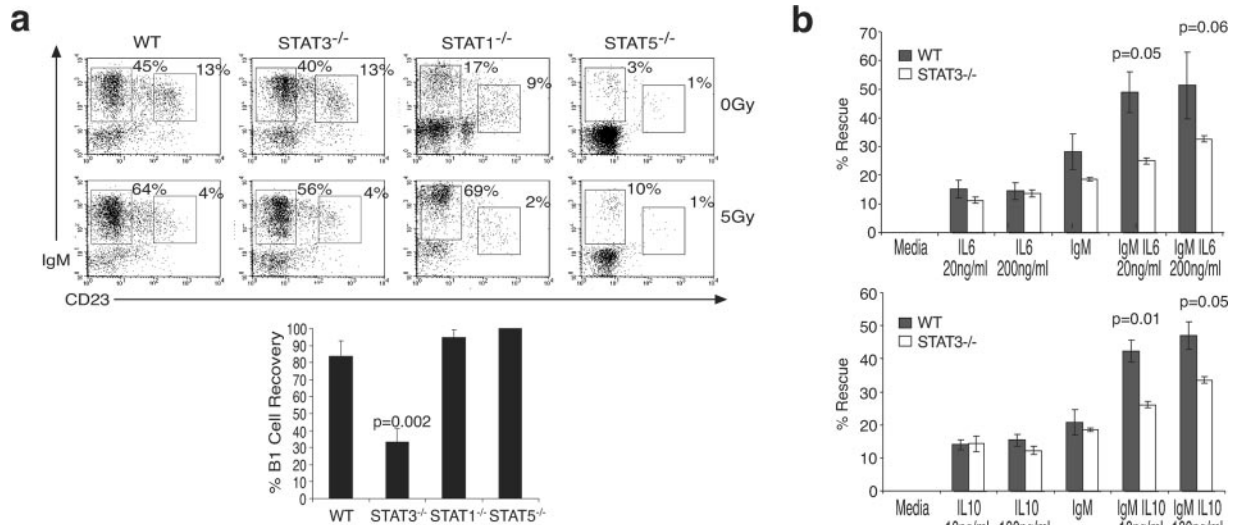 a
WT
STAT3-/-
STAT1-/-
STAT5-/-
45%
13%
40%
13%
17%
9%
3%
1%
0Gy
64%
4%
56%
4%
69%
2%
10%
1%
5Gy
IgM
CD23
% B1 Cell Recovery
100
90
80
70
60
50
40
30
20
10
0
p=0.002
WT
STAT3-/-
STAT1-/-
STAT5-/-
b
% Rescue
70
60
50
40
30
20
10
0
WT
STAT3-/-
p=0.05
p=0.06
Media
IL6
20ng/ml
IL6
200ng/ml
IgM
IgM IL6
20ng/ml
IgM IL6
200ng/ml
% Rescue
60
50
40
30
20
10
0
WT
STAT3-/-
p=0.01
p=0.05
Media
IL10
IL10
IgM
IgM IL10
IgM IL10